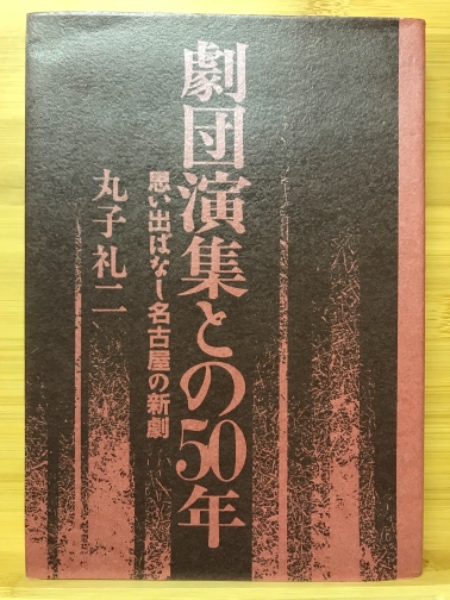 劇団演集との50年
思い出ばなし名古屋の新劇
丸子礼二